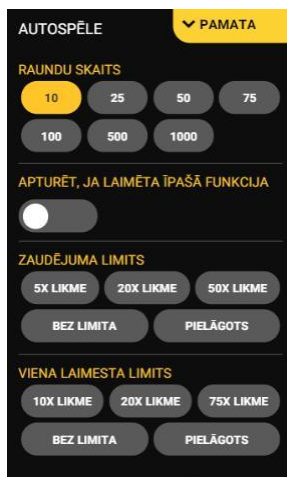 AUTOSPĒLE
PAMATA
RAUNDU SKAITS
10 25 50 75
100 500 1000
APTURĒT, JA LAIMĒTA ĪPAŠĀ FUNKCIJA
ZAUDĒJUMA LIMITS
5X LIKME 20X LIKME 50X LIKME
BEZ LIMITA PIELĀGOTS
VIENA LAIMESTA LIMITS
10X LIKME 20X LIKME 75X LIKME
BEZ LIMITA PIELĀGOTS